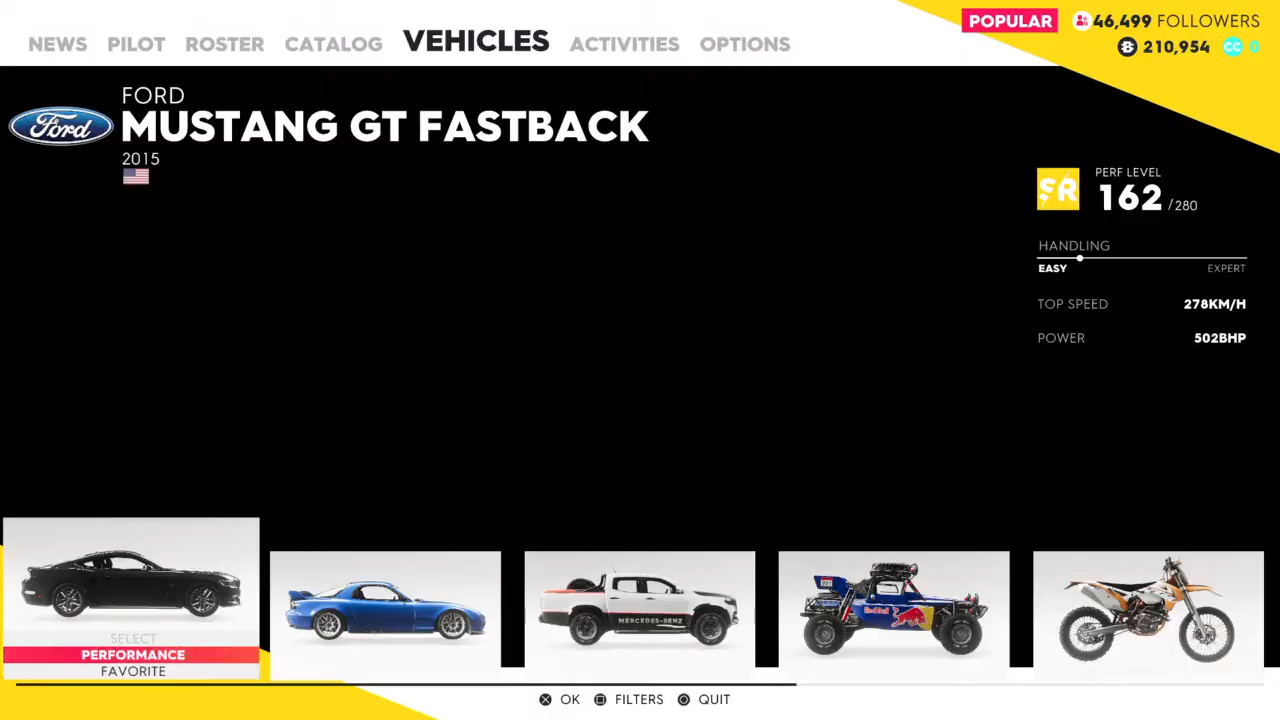 NEWS PILOT ROSTER CATALOG VEHICLES ACTIVITIES OPTIONS
POPULAR 46,499 FOLLOWERS
210,954 CC 0
Ford
FORD
MUSTANG GT FASTBACK
2015
SR
PERF LEVEL
162 /280
HANDLING
EASY EXPERT
TOP SPEED 278KM/H
POWER 502BHP
SELECT
PERFORMANCE
FAVORITE
MERCEDES-BENZ
Red Bull
OK FILTERS QUIT